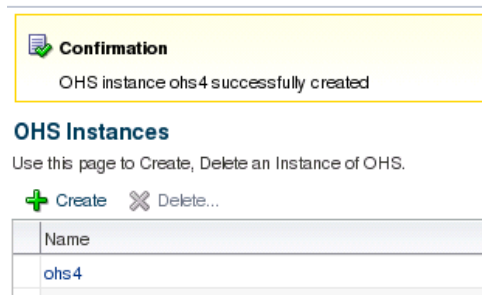 Confirmation
OHS instance ohs4 successfully created
OHS Instances
Use this page to Create, Delete an Instance of OHS.
Create Delete...
Name
ohs4